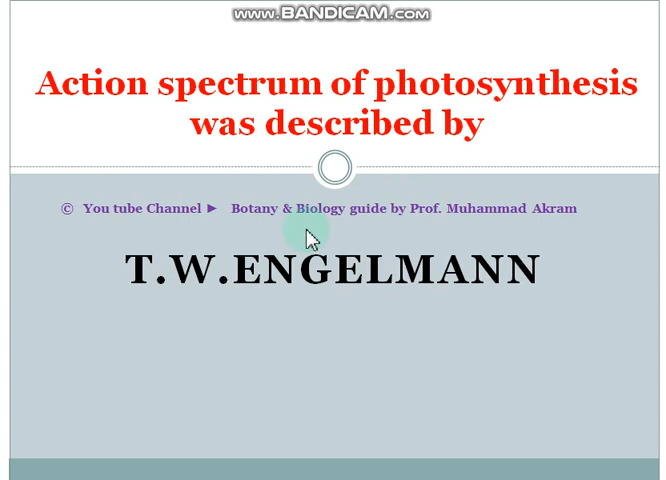 www.BANDICAM.com
Action spectrum of photosynthesis
was described by
© You tube Channel ► Botany & Biology guide by Prof. Muhammad Akram
T.W.ENGELMANN